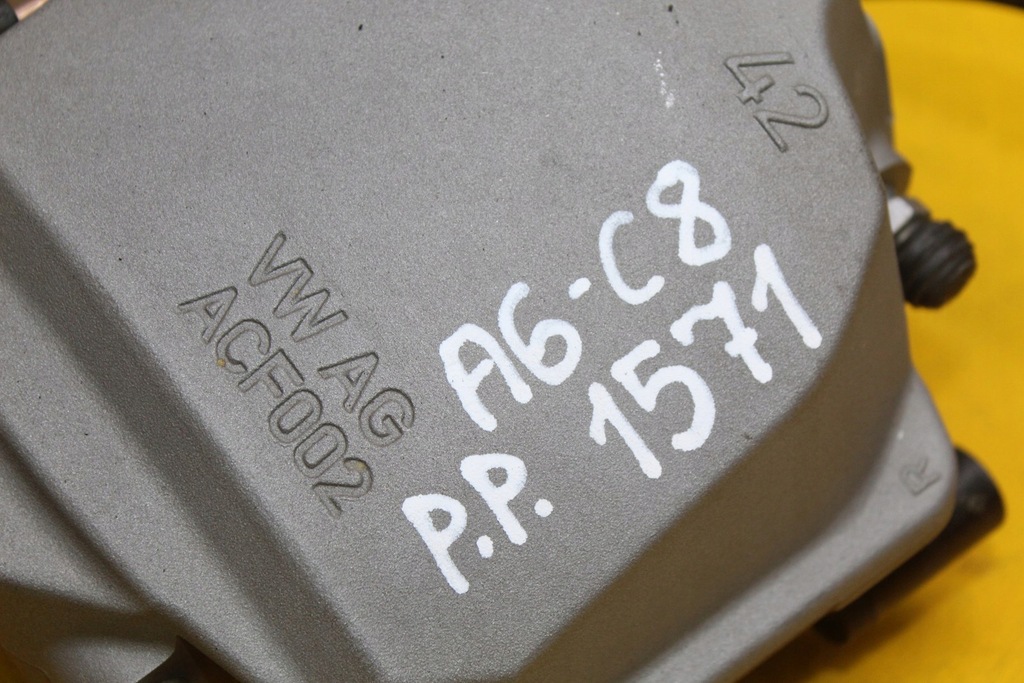 42
VW AG
ACF002
A6-C8
P.P. 1571
R